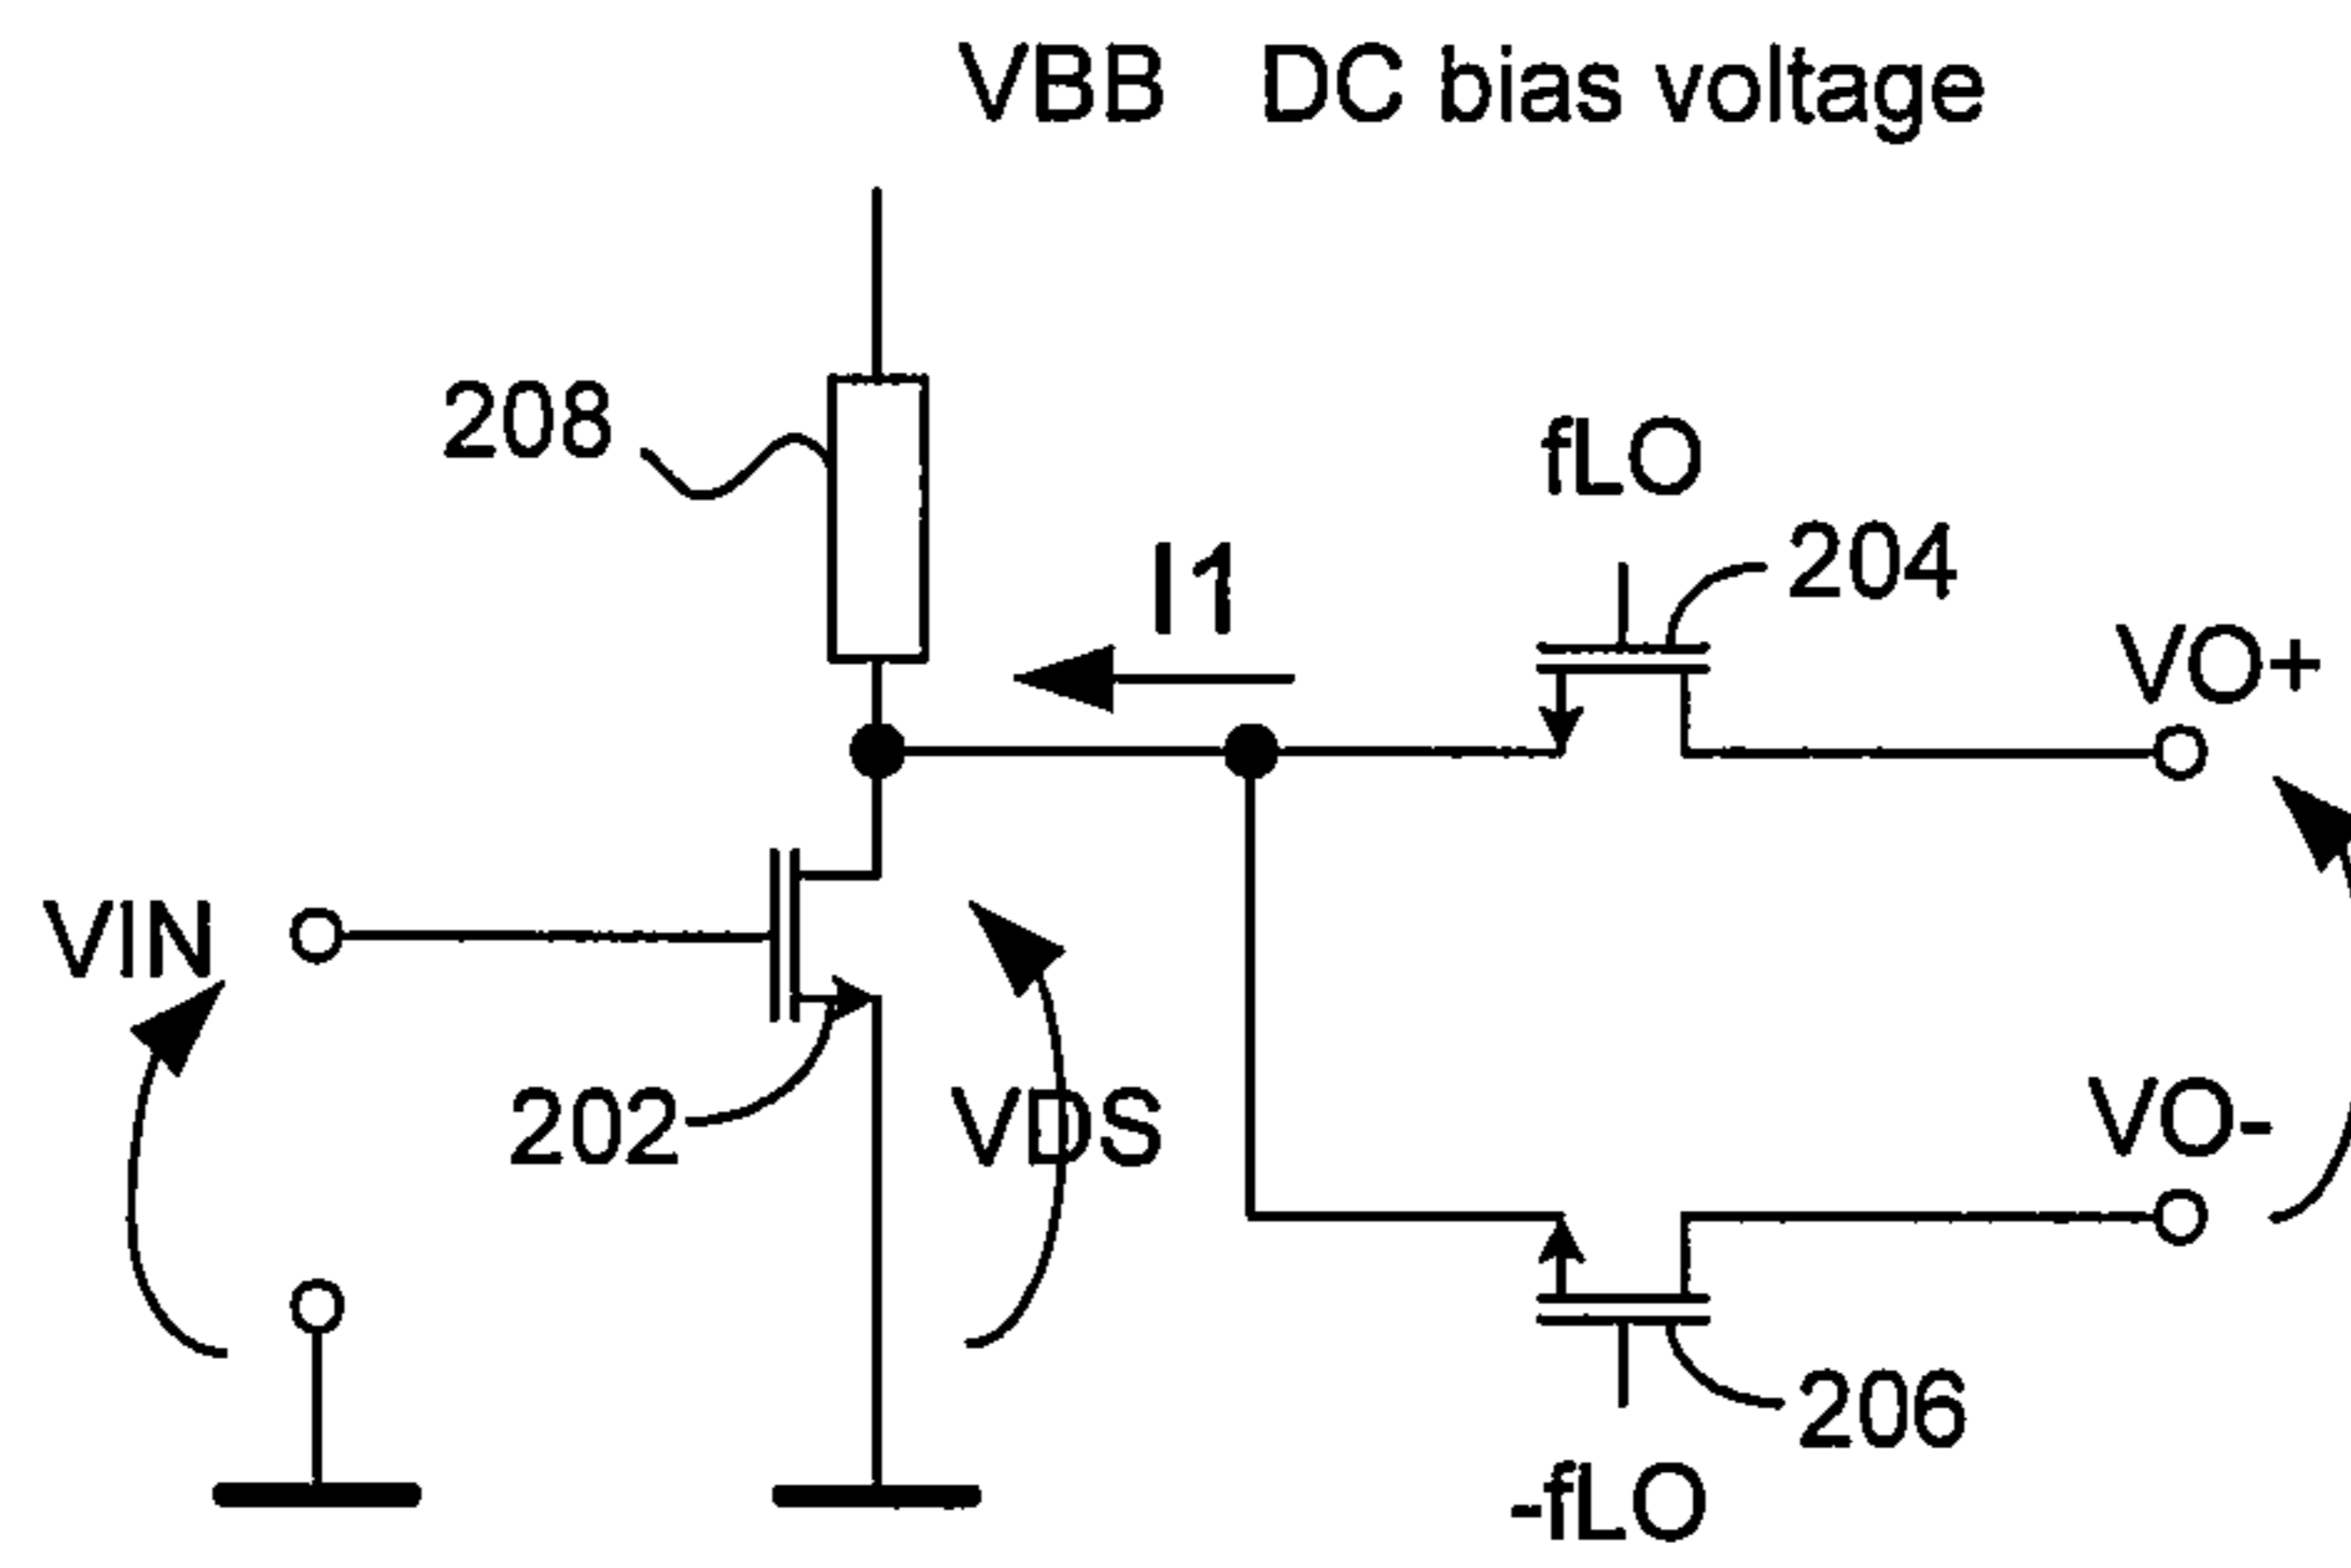 VBB DC bias voltage
208
fLO
I1
204
VO+
VIN
202
VDS
VO-
206
-fLO